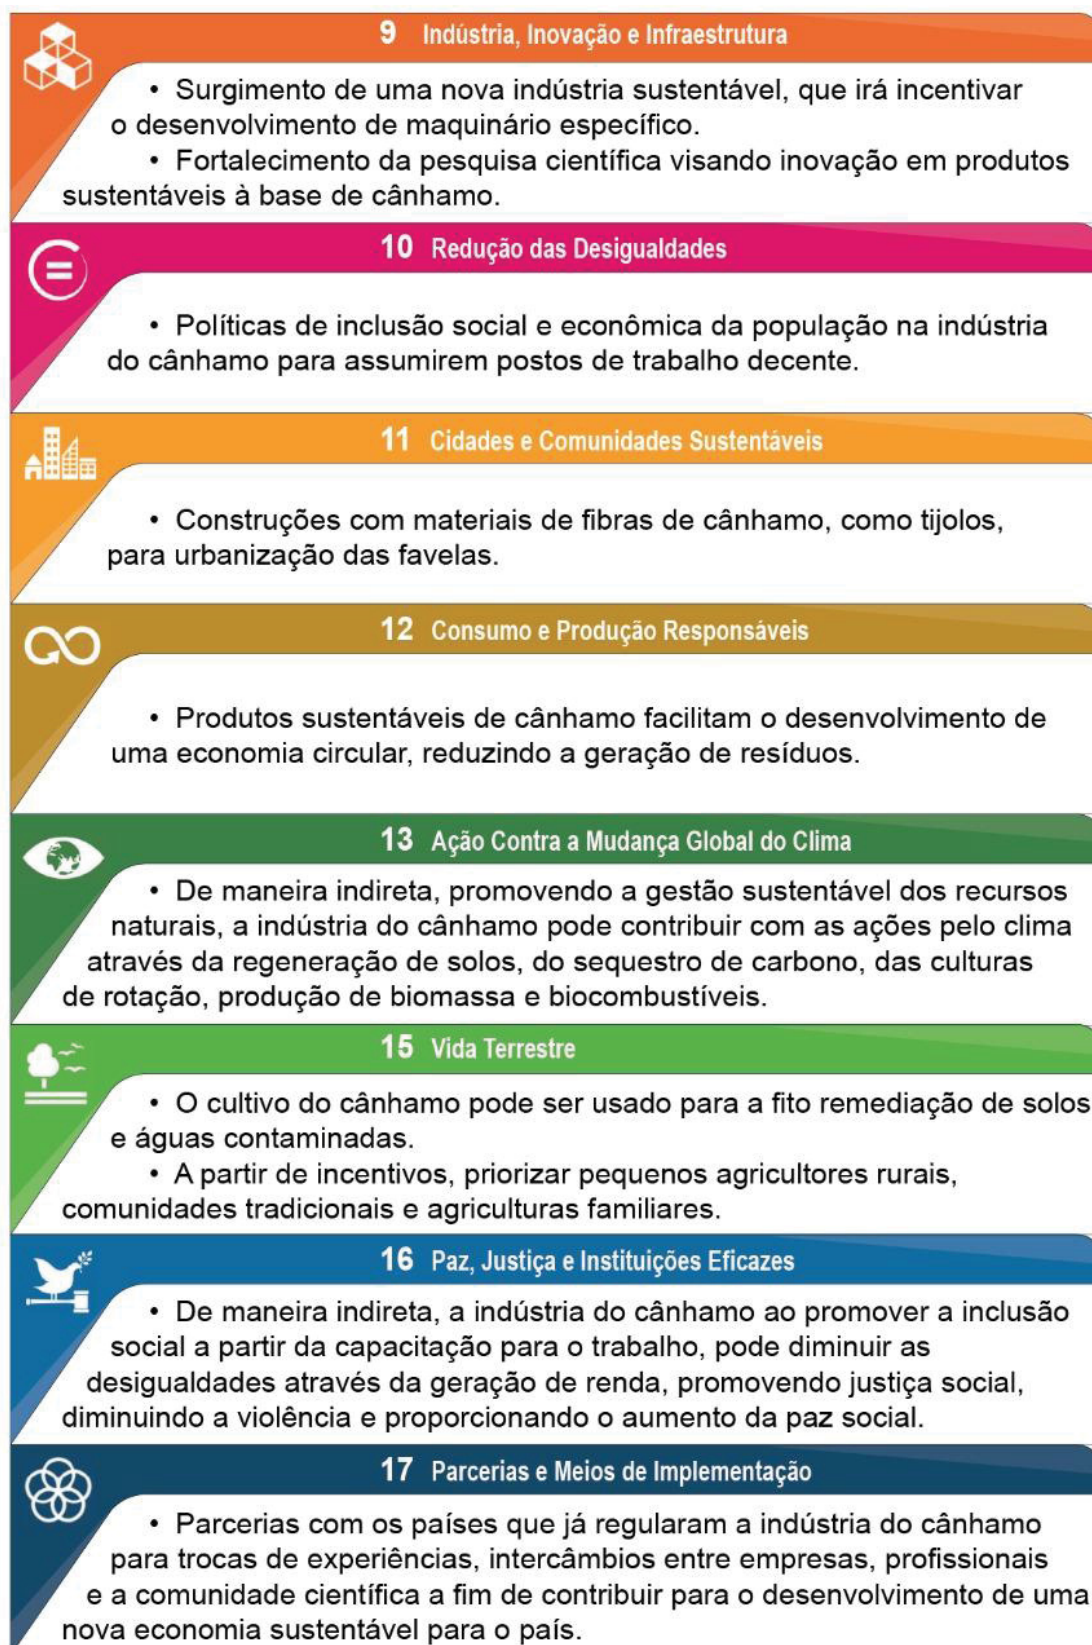 9 Indústria, Inovação e Infraestrutura
• Surgimento de uma nova indústria sustentável, que irá incentivar
o desenvolvimento de maquinário específico.
• Fortalecimento da pesquisa científica visando inovação em produtos
sustentáveis à base de cânhamo.
10 Redução das Desigualdades
• Políticas de inclusão social e econômica da população na indústria
do cânhamo para assumirem postos de trabalho decente.
11 Cidades e Comunidades Sustentáveis
• Construções com materiais de fibras de cânhamo, como tijolos,
para urbanização das favelas.
12 Consumo e Produção Responsáveis
• Produtos sustentáveis de cânhamo facilitam o desenvolvimento de
uma economia circular, reduzindo a geração de resíduos.
13 Ação Contra a Mudança Global do Clima
• De maneira indireta, promovendo a gestão sustentável dos recursos
naturais, a indústria do cânhamo pode contribuir com as ações pelo clima
através da regeneração de solos, do sequestro de carbono, das culturas
de rotação, produção de biomassa e biocombustíveis.
15 Vida Terrestre
• O cultivo do cânhamo pode ser usado para a fito remediação de solos
e águas contaminadas.
• A partir de incentivos, priorizar pequenos agricultores rurais,
comunidades tradicionais e agriculturas familiares.
16 Paz, Justiça e Instituições Eficazes
• De maneira indireta, a indústria do cânhamo ao promover a inclusão
social a partir da capacitação para o trabalho, pode diminuir as
desigualdades através da geração de renda, promovendo justiça social,
diminuindo a violência e proporcionando o aumento da paz social.
17 Parcerias e Meios de Implementação
• Parcerias com os países que já regularam a indústria do cânhamo
para trocas de experiências, intercâmbios entre empresas, profissionais
e a comunidade científica a fim de contribuir para o desenvolvimento de uma
nova economia sustentável para o país.